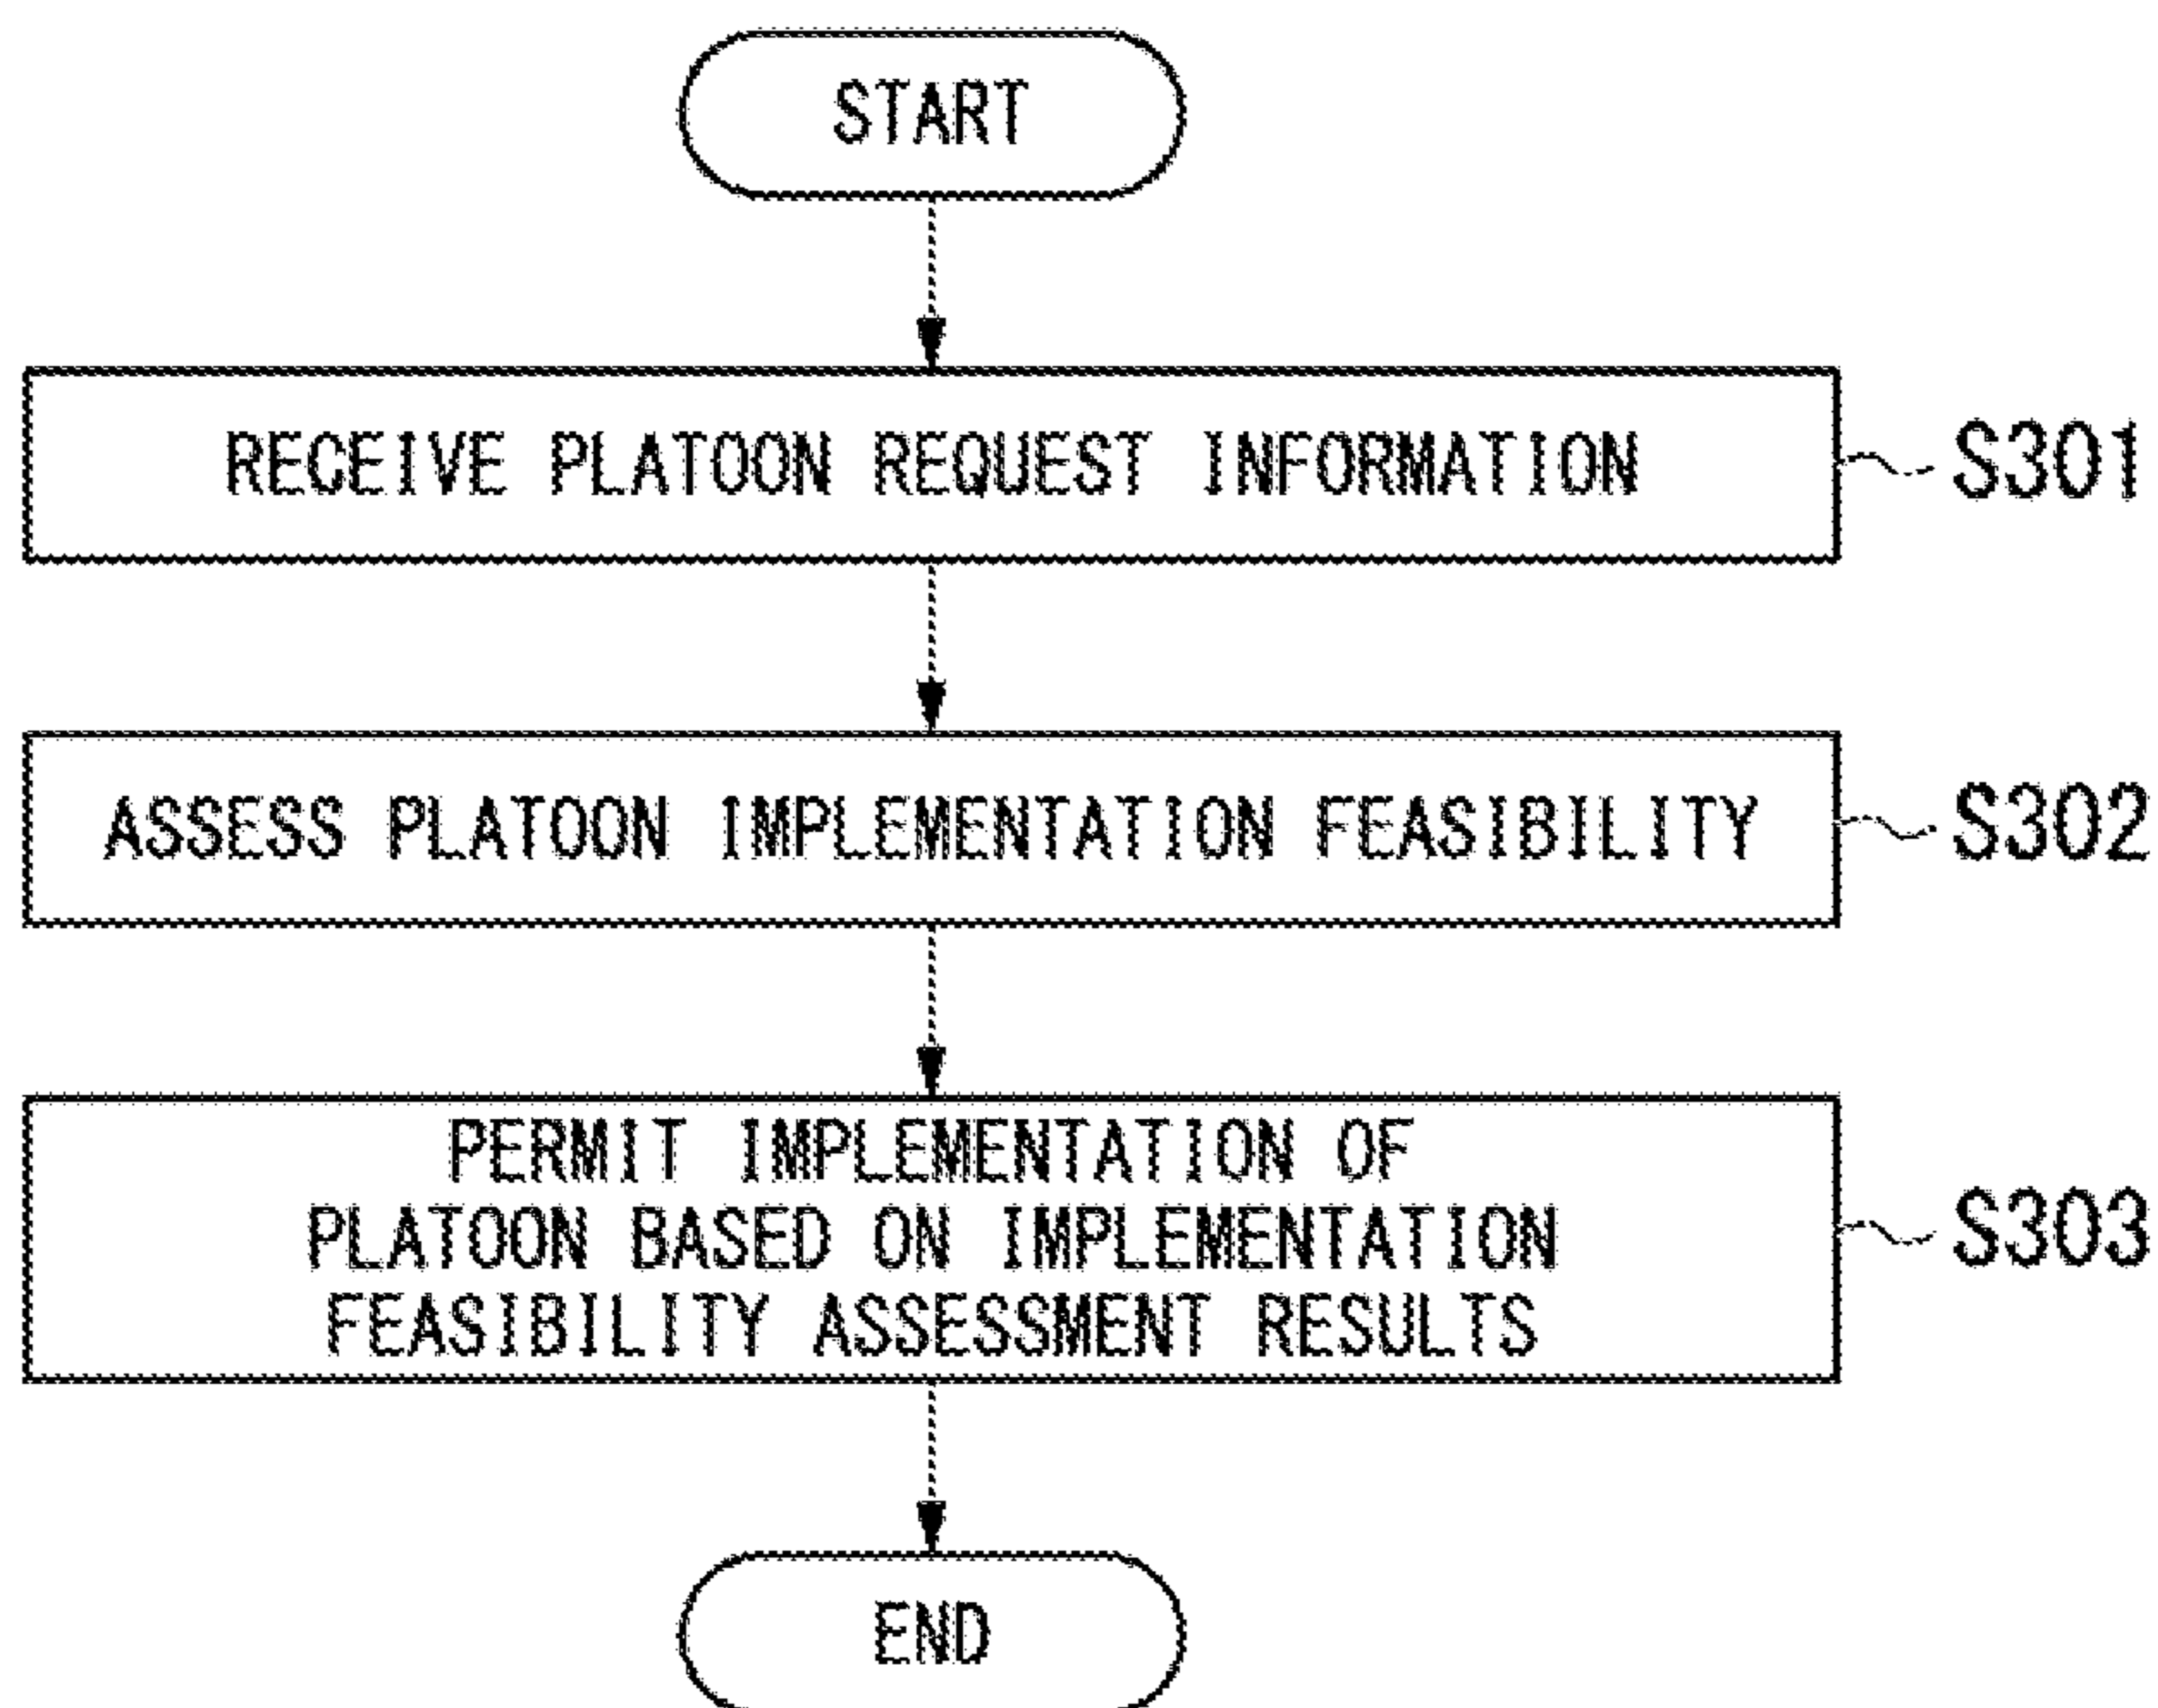 START
RECEIVE PLATOON REQUEST INFORMATION
S301
ASSESS PLATOON IMPLEMENTATION FEASIBILITY
S302
PERMIT IMPLEMENTATION OF
PLATOON BASED ON IMPLEMENTATION
FEASIBILITY ASSESSMENT RESULTS
S303
END